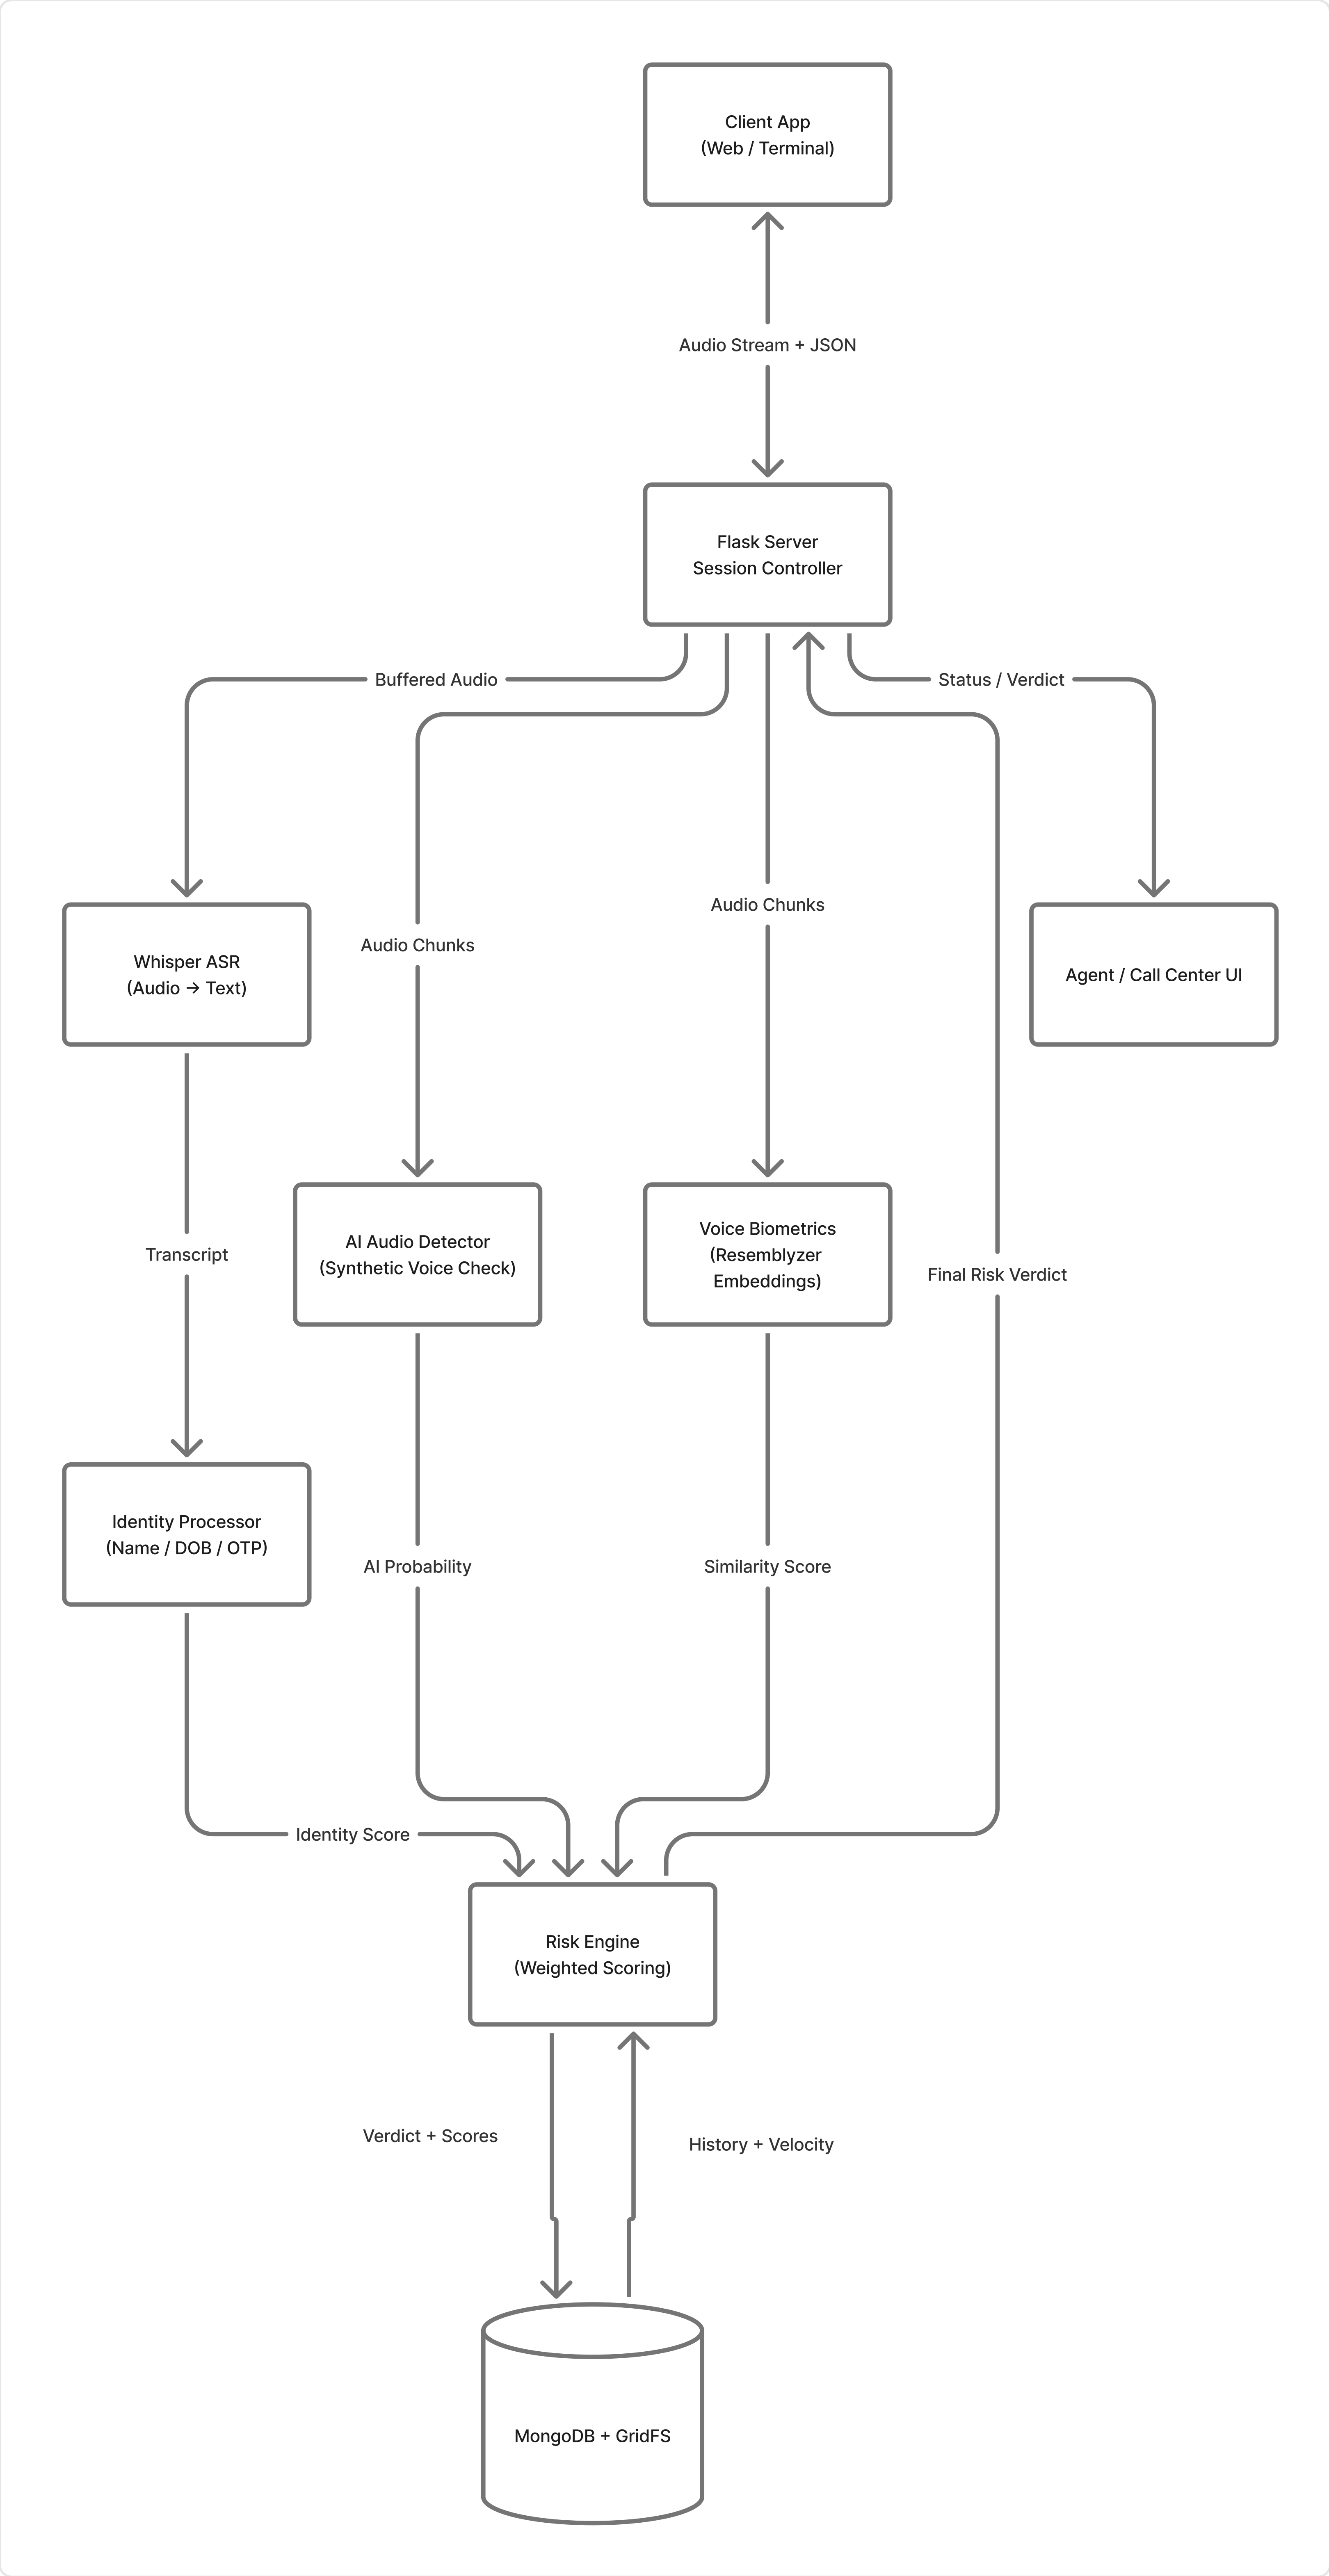 Client App
(Web / Terminal)
Audio Stream + JSON
Flask Server
Session Controller
Buffered Audio
Status / Verdict
Audio Chunks
Audio Chunks
Whisper ASR
(Audio → Text)
Agent / Call Center UI
Transcript
AI Audio Detector
(Synthetic Voice Check)
Voice Biometrics
(Resemblyzer
Embeddings)
Final Risk Verdict
Identity Processor
(Name / DOB / OTP)
AI Probability
Similarity Score
Identity Score
Risk Engine
(Weighted Scoring)
Verdict + Scores
History + Velocity
MongoDB + GridFS